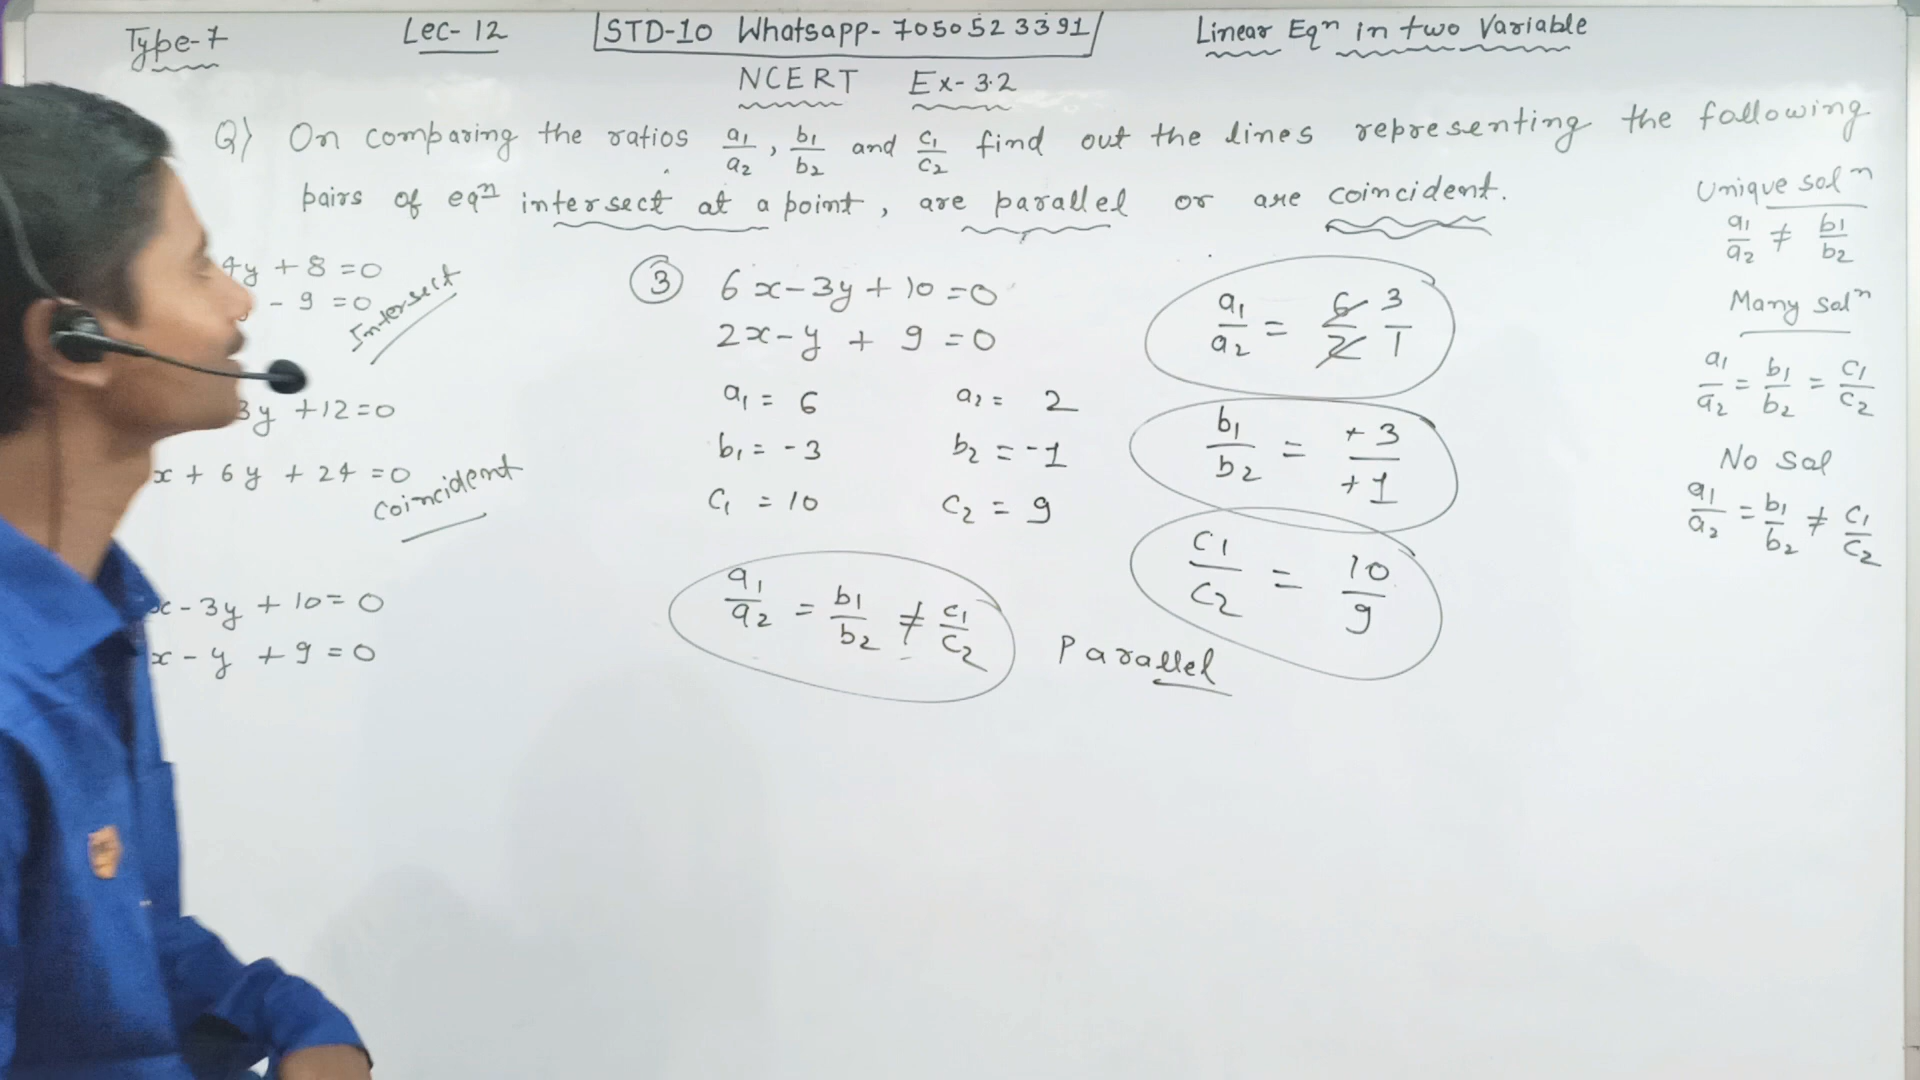 Type-7
Lec-12
STD-10 Whatsapp-7050523391
Linear Eqn in two Variable
NCERT Ex-3.2
Q) On comparing the ratios a1/a2, b1/b2 and c1/c2 find out the lines representing the following
pairs of eqn intersect at a point, are parallel or are coincident.
4y + 8 = 0
- 9 = 0
Intersect
3y + 12 = 0
x + 6y + 24 = 0
Coincident
x - 3y + 10 = 0
x - y + 9 = 0
③ 6x - 3y + 10 = 0
2x - y + 9 = 0
a1 = 6 a2 = 2
b1 = -3 b2 = -1
C1 = 10 C2 = 9
a1/a2 = b1/b2 ≠ c1/c2
Parallel
a1/a2 = 6/2 3/1
b1/b2 = +3/+1
C1/C2 = 10/9
Unique soln
a1/a2 ≠ b1/b2
Many soln
a1/a2 = b1/b2 = c1/c2
No Sol
a1/a2 = b1/b2 ≠ c1/c2